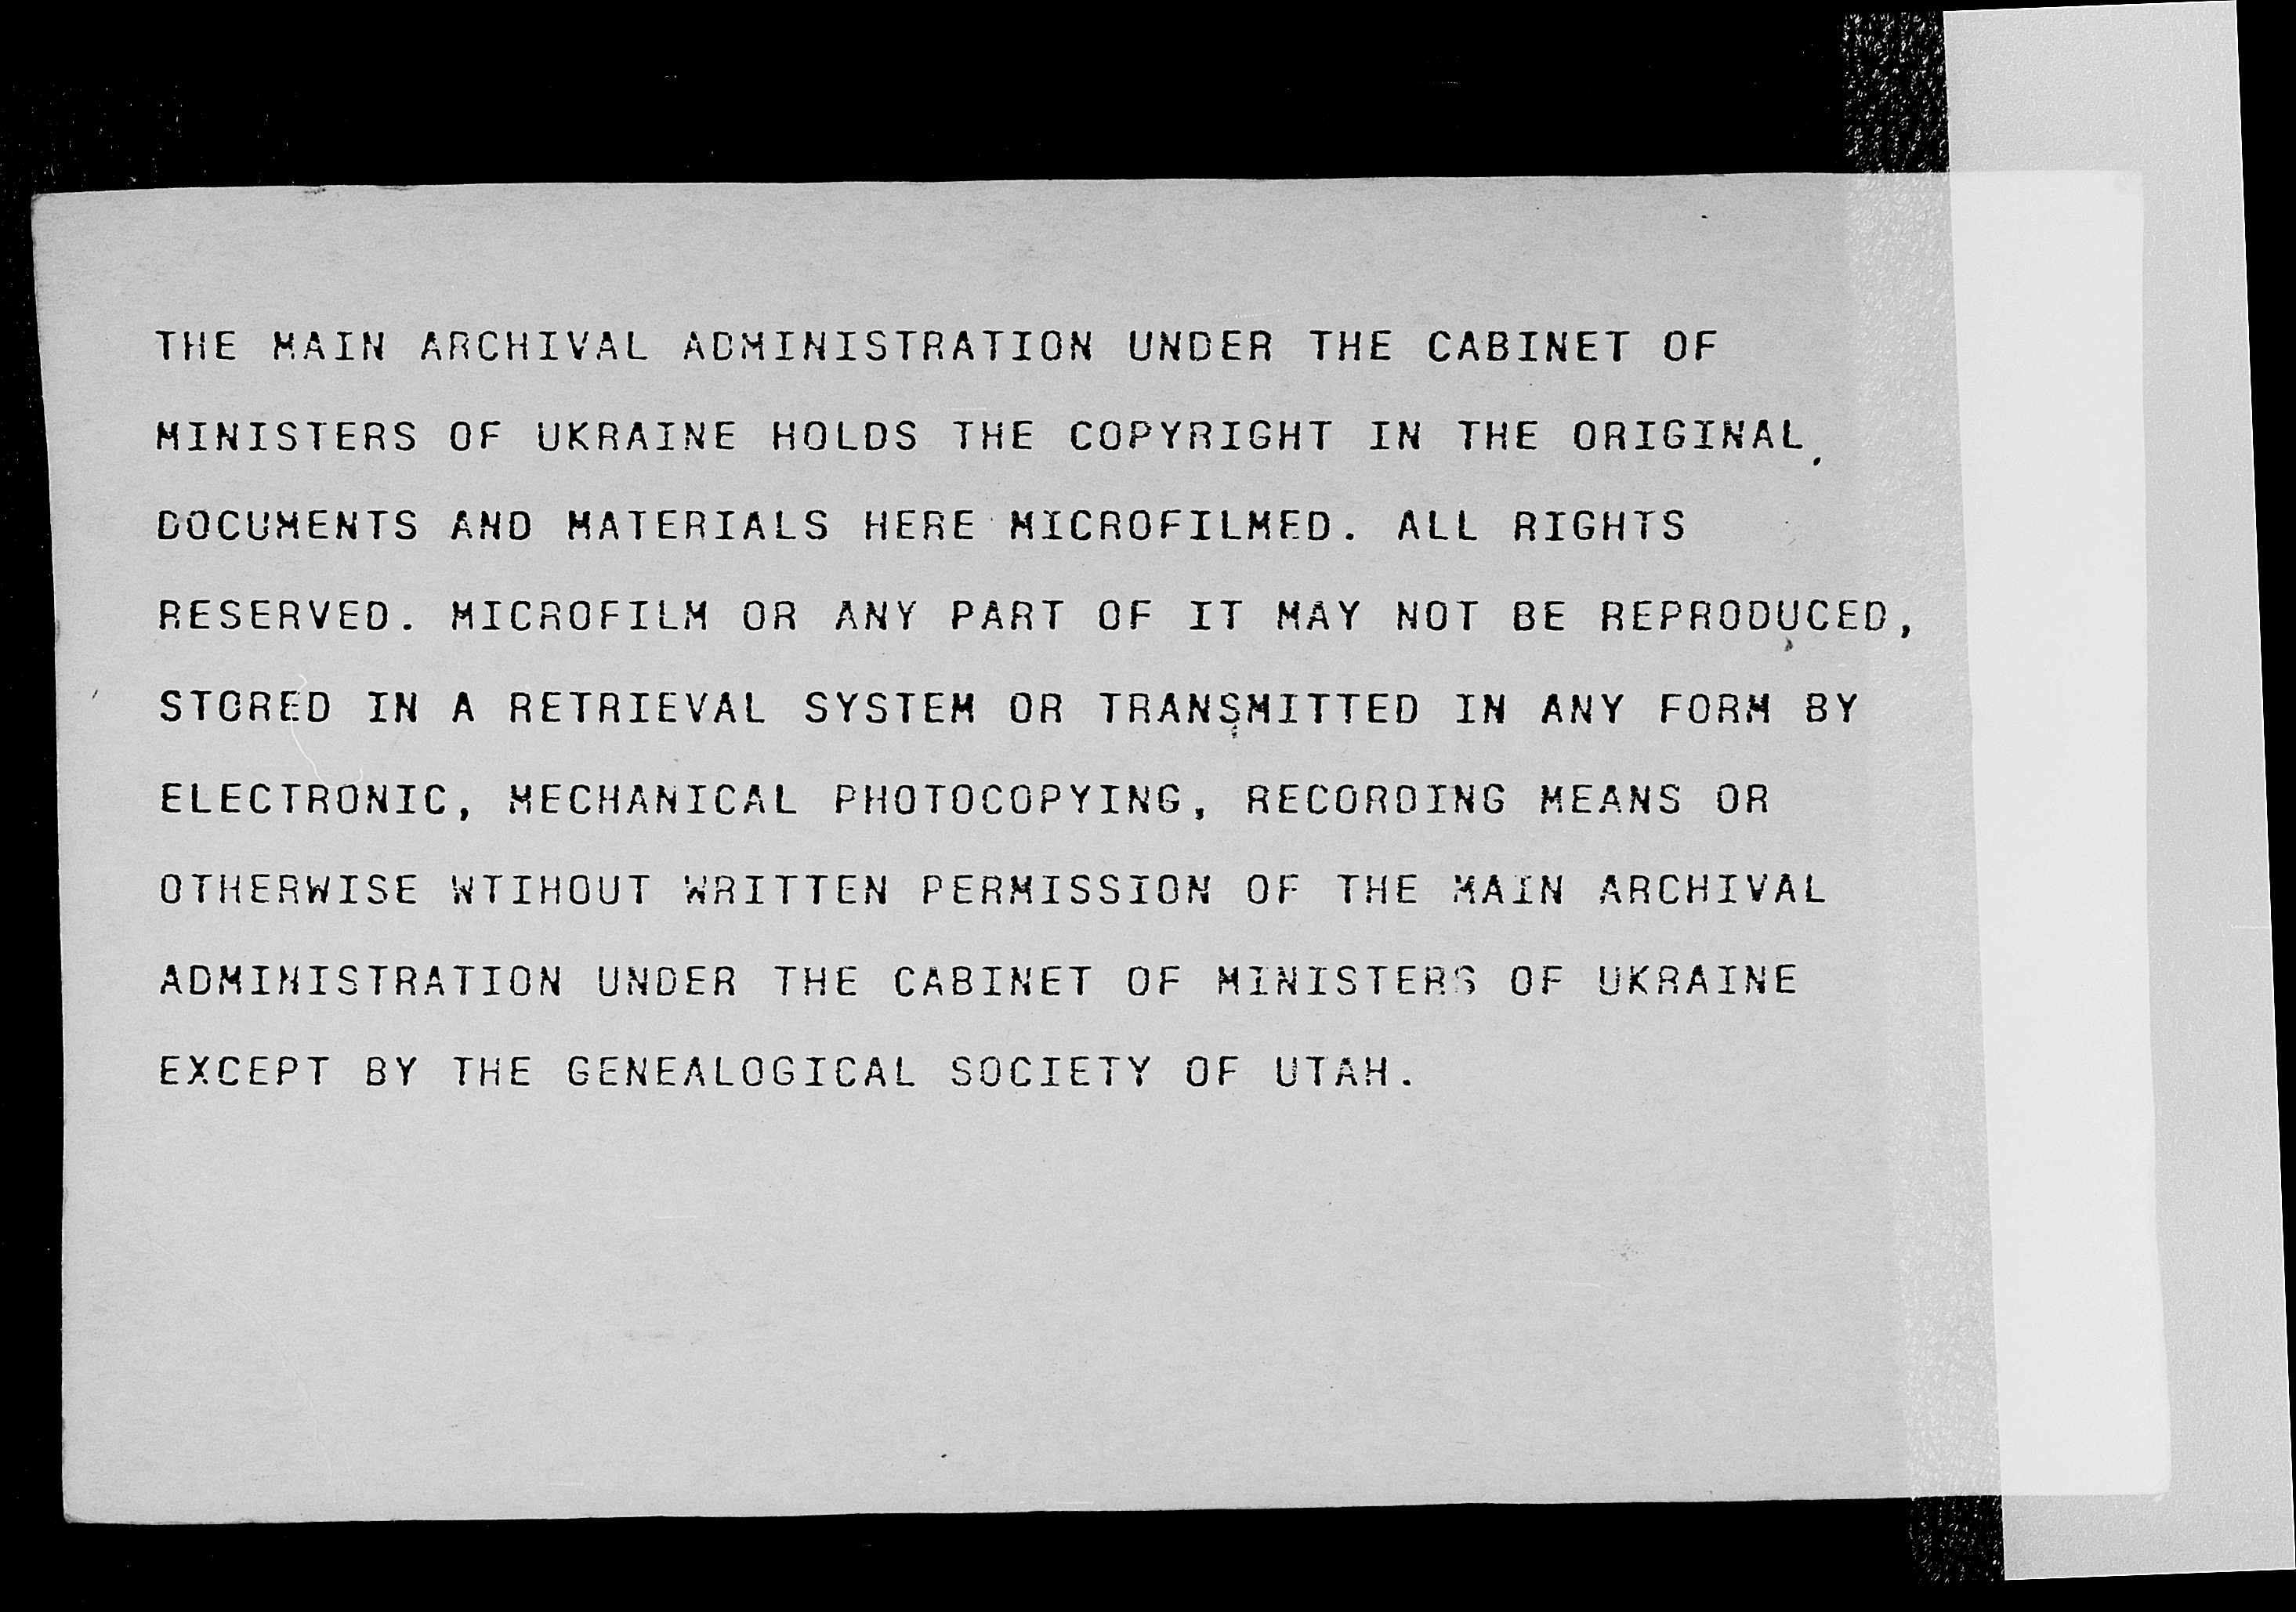 THE MAIN ARCHIVAL ADMINISTRATION UNDER THE CABINET OF
MINISTERS OF UKRAINE HOLDS THE COPYRIGHT IN THE ORIGINAL,
DOCUMENTS AND MATERIALS HERE MICROFILMED. ALL RIGHTS
RESERVED. MICROFILM OR ANY PART OF IT MAY NOT BE REPRODUCED,
STORED IN A RETRIEVAL SYSTEM OR TRANSMITTED IN ANY FORM BY
ELECTRONIC, MECHANICAL PHOTOCOPYING, RECORDING MEANS OR
OTHERWISE WTIHOUT WRITTEN PERMISSION OF THE MAIN ARCHIVAL
ADMINISTRATION UNDER THE CABINET OF MINISTERS OF UKRAINE
EXCEPT BY THE GENEALOGICAL SOCIETY OF UTAH.